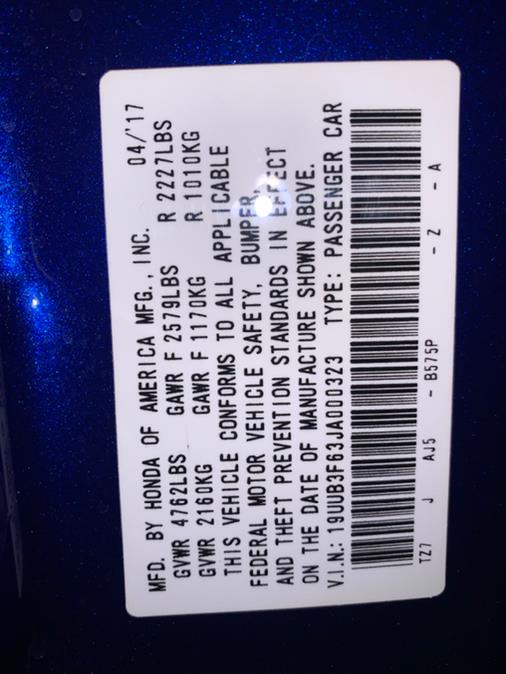 MFD. BY HONDA OF AMERICA MFG., INC. 04/'17
GVWR 4762LBS GAWR F 2579LBS R 2227LBS
GVWR 2160KG GAWR F 1170KG R 1010KG
THIS VEHICLE CONFORMS TO ALL APPLICABLE
FEDERAL MOTOR VEHICLE SAFETY, BUMPER,
AND THEFT PREVENTION STANDARDS IN EFFECT
ON THE DATE OF MANUFACTURE SHOWN ABOVE.
V.I.N.: 19UUB3F63JA000323 TYPE: PASSENGER CAR
TZ7 J AJ5 - B575P - Z - A